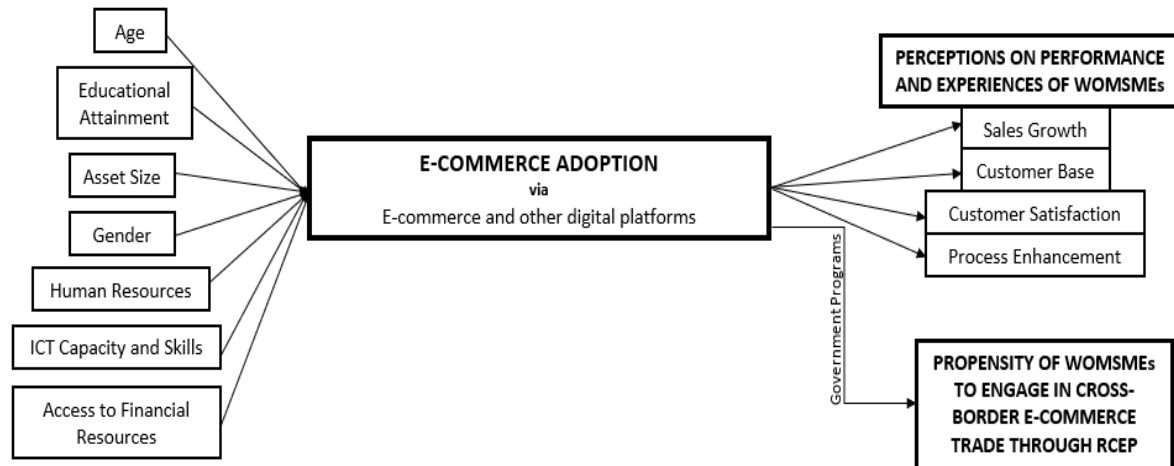 Age
Educational
Attainment
Asset Size
Gender
Human Resources
ICT Capacity and Skills
Access to Financial
Resources
E-COMMERCE ADOPTION
via
E-commerce and other digital platforms
Government Programs
PERCEPTIONS ON PERFORMANCE
AND EXPERIENCES OF WOMSMEs
Sales Growth
Customer Base
Customer Satisfaction
Process Enhancement
PROPENSITY OF WOMSMEs
TO ENGAGE IN CROSS-
BORDER E-COMMERCE
TRADE THROUGH RCEP